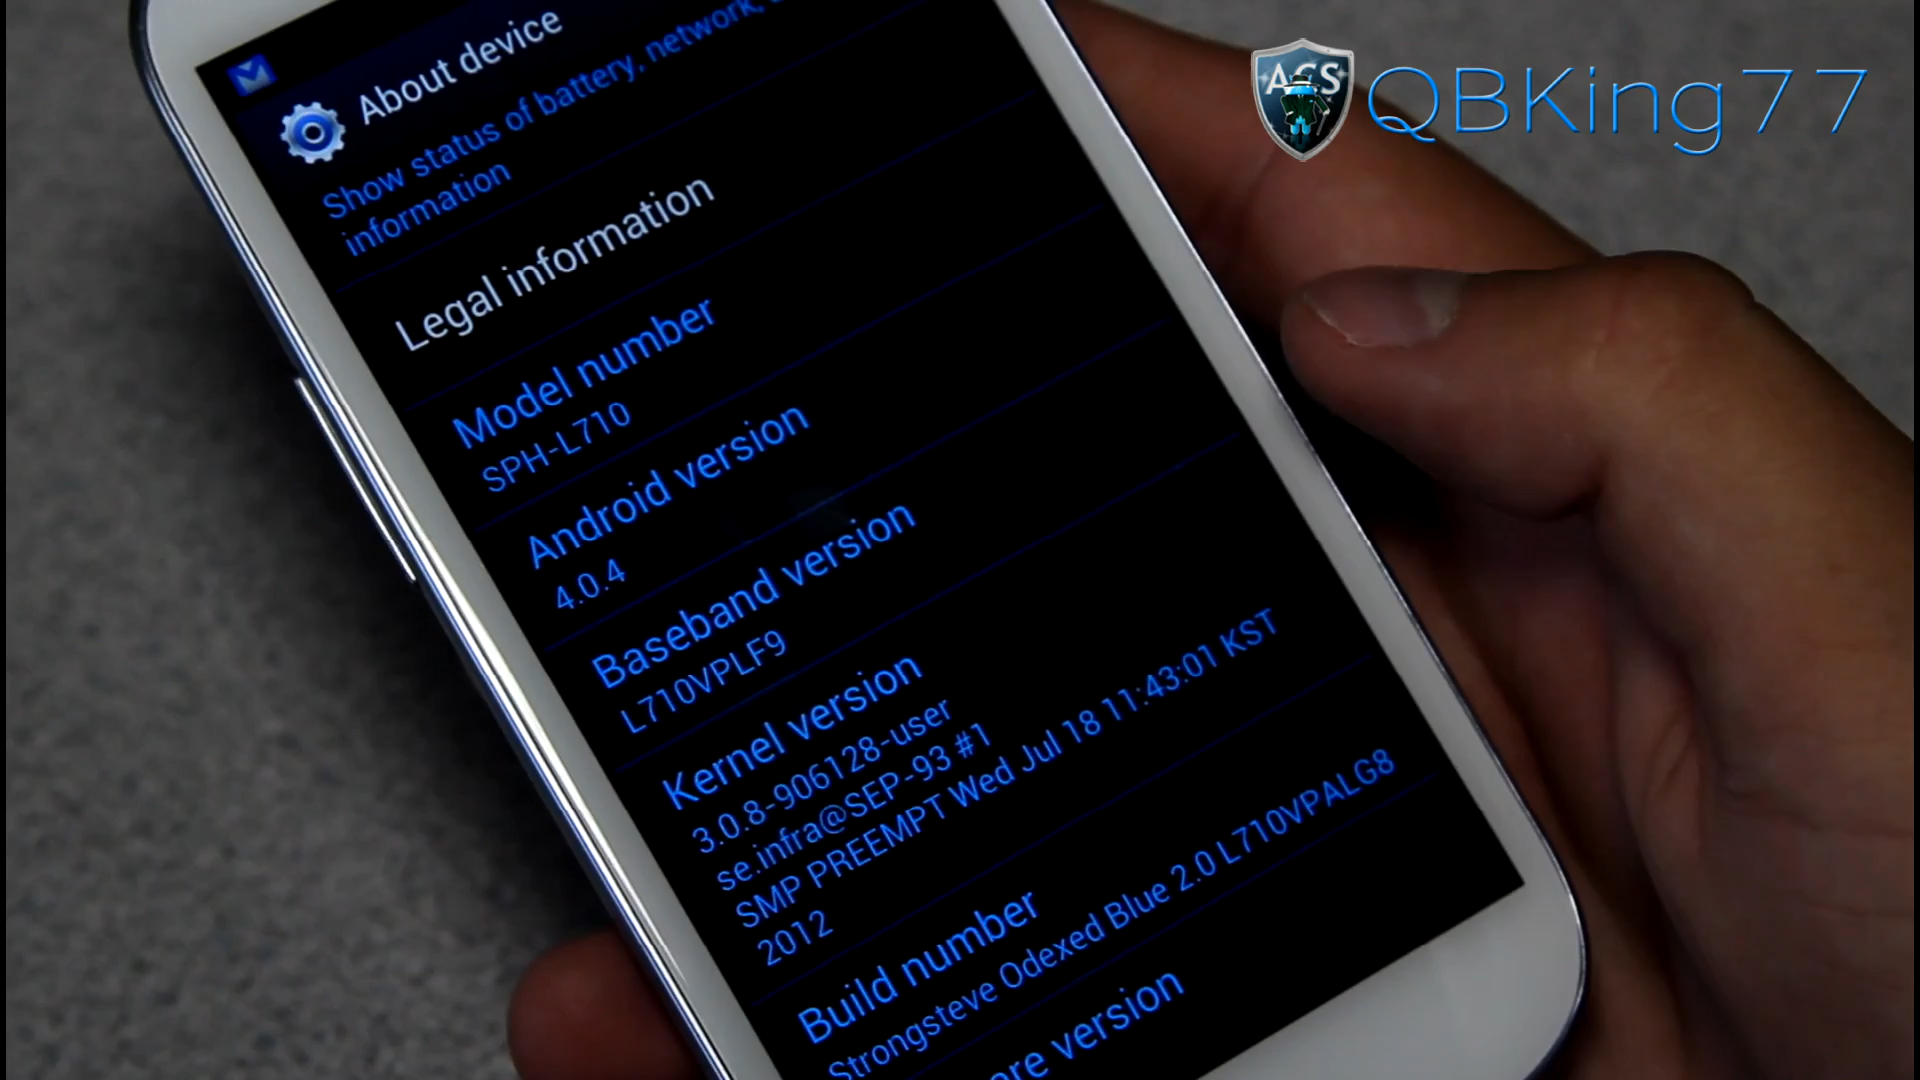 ACS
QBKing77
About device
Show status of battery, network,
information
Legal information
Model number
SPH-L710
Android version
4.0.4
Baseband version
L710VPLF9
Kernel version
3.0.8-906128-user
se.infra@SEP-93 #1
SMP PREEMPT Wed Jul 18 11:43:01 KST
2012
Build number
Strongsteve Odexed Blue 2.0 L710VPALG8
version